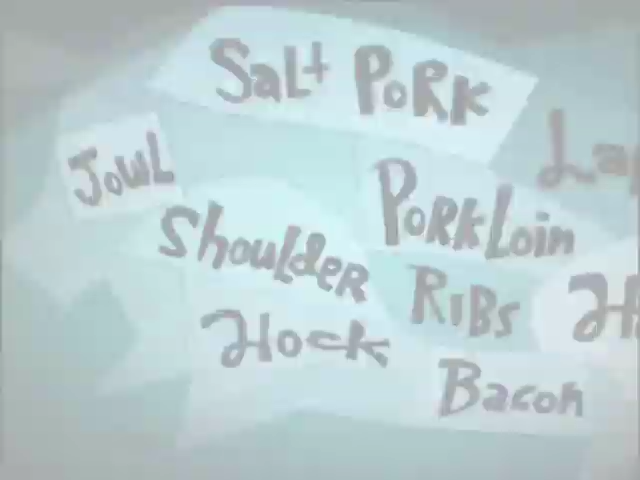 Salt Pork
Jowl
Pork Loin
Shoulder
Ribs
Hock
Bacon